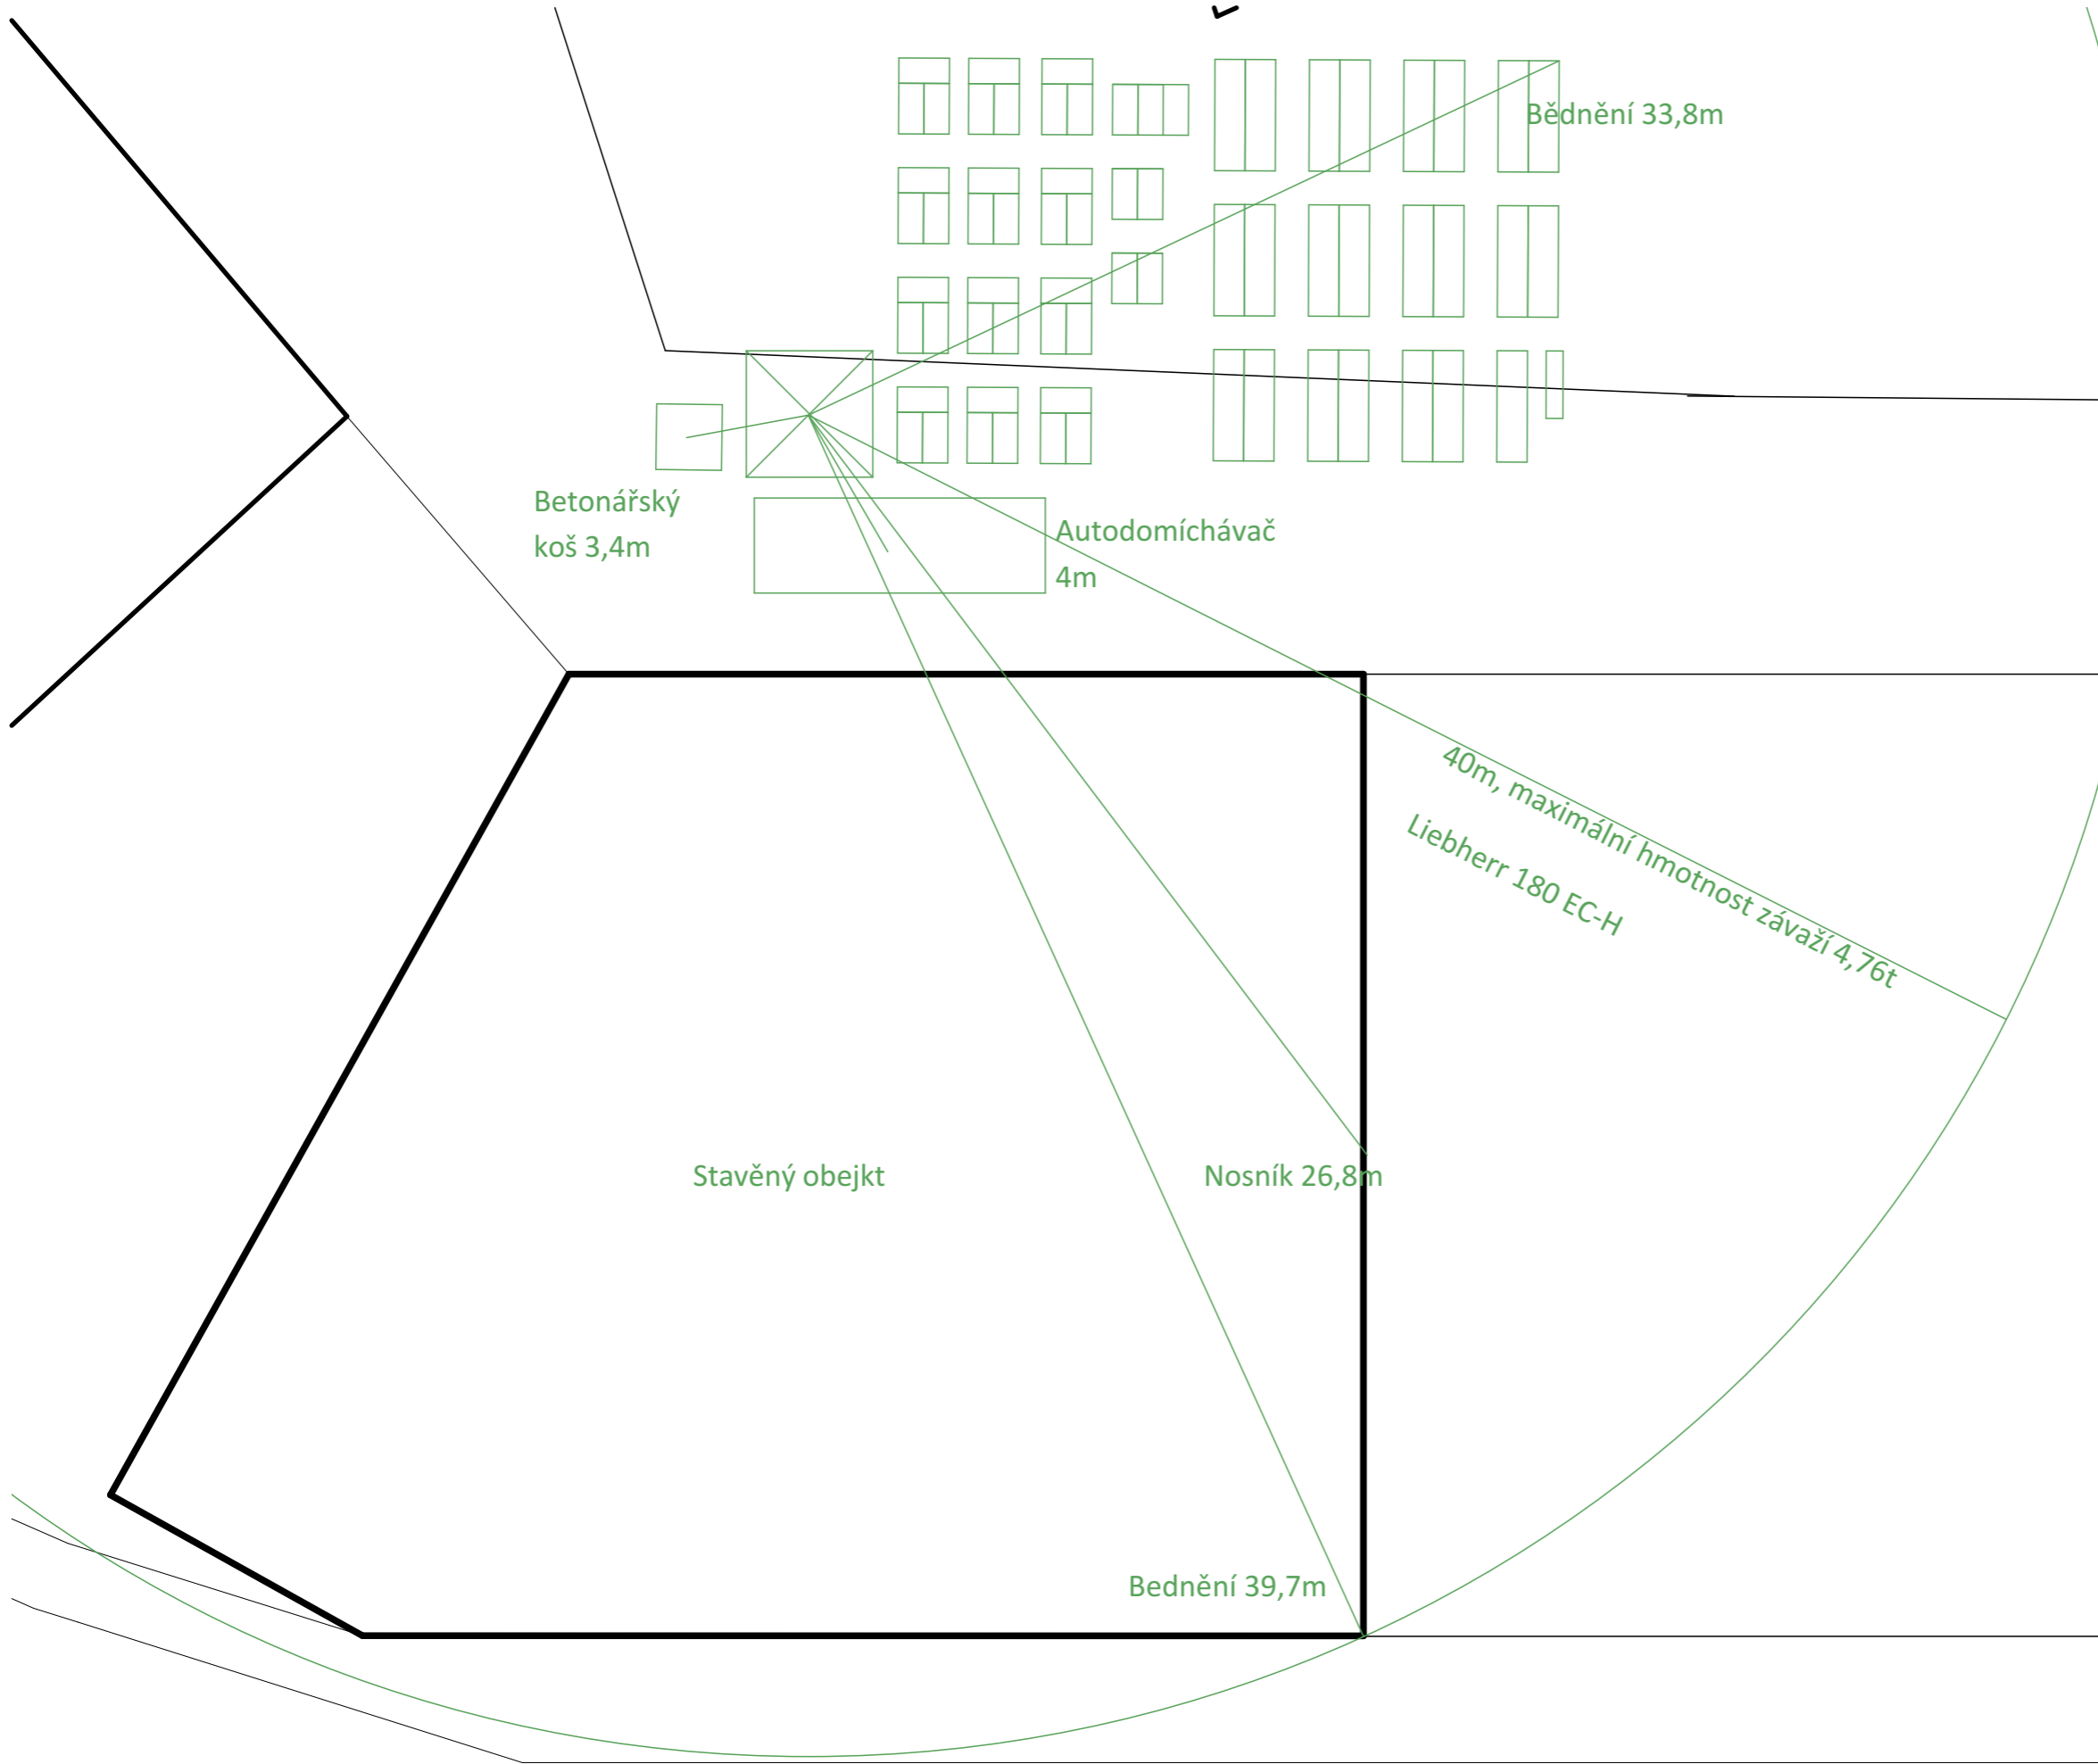 Bědnění 33,8m
Betonářský
koš 3,4m
Autodomíchávač
4m
40m, maximální hmotnost závaží 4,76t
Liebherr 180 EC-H
Stavěný obejkt
Nosník 26,8m
Bednění 39,7m